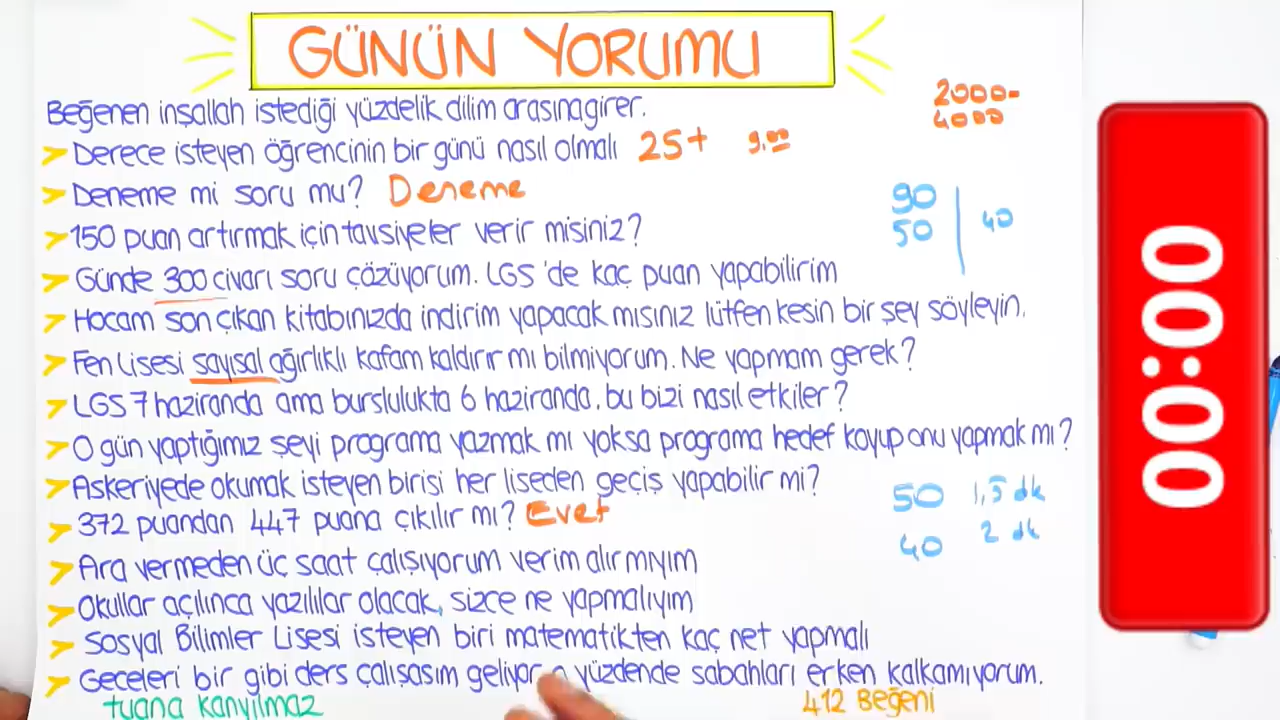 GÜNÜN YORUMU
Beğenen inşallah istediği yüzdelik dilim arasına girer.
2000-
4000
➤ Derece isteyen öğrencinin bir günü nasıl olmalı 25+ 9.00
➤ Deneme mi soru mu? Deneme
90
50 40
➤ 150 puan artırmak için tavsiyeler verir misiniz?
➤ Günde 300 civarı soru çözüyorum. LGS'de kaç puan yapabilirim
➤ Hocam son çıkan kitabınızda indirim yapacak mısınız lütfen kesin bir şey söyleyin.
➤ Fen Lisesi sayısal ağırlıklı kafam kaldırır mı bilmiyorum. Ne yapmam gerek?
➤ LGS 7 haziranda ama burslulukta 6 haziranda, bu bizi nasıl etkiler?
➤ O gün yaptığımız şeyi programa yazmak mı yoksa programa hedef koyup onu yapmak mı?
➤ Askeriyede okumak isteyen birisi her liseden geçiş yapabilir mi?
50 1,5 dk
40 2 dk
➤ 372 puandan 447 puana çıkılır mı? Evet
➤ Ara vermeden üç saat çalışıyorum verim alır mıyım
➤ Okullar açılınca yazılılar olacak, sizce ne yapmalıyım
➤ Sosyal Bilimler Lisesi isteyen biri matematikten kaç net yapmalı
➤ Geceleri bir gibi ders çalışasım geliyor yüzdende sabahları erken kalkamıyorum.
tuana kanyılmaz 412 Beğeni
00:00